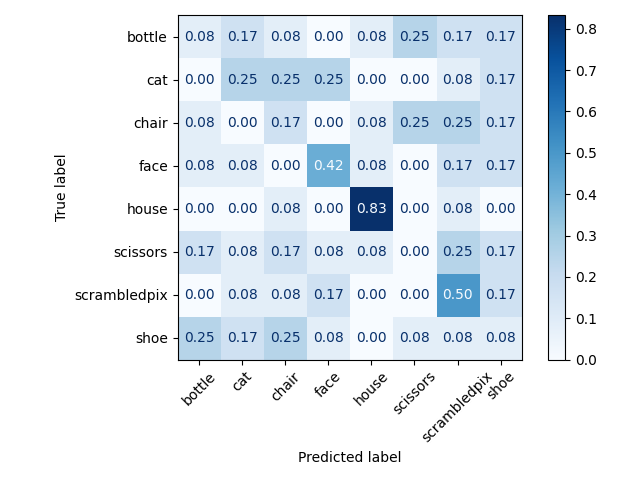 bottle 0.08 0.17 0.08 0.00 0.08 0.25 0.17 0.17
cat 0.00 0.25 0.25 0.25 0.00 0.00 0.08 0.17
chair 0.08 0.00 0.17 0.00 0.08 0.25 0.25 0.17
face 0.08 0.08 0.00 0.42 0.08 0.00 0.17 0.17
house 0.00 0.00 0.08 0.00 0.83 0.00 0.08 0.00
scissors 0.17 0.08 0.17 0.08 0.08 0.00 0.25 0.17
scrambledpix 0.00 0.08 0.08 0.17 0.00 0.00 0.50 0.17
shoe 0.25 0.17 0.25 0.08 0.00 0.08 0.08 0.08
bottle cat chair face house scissors scrambledpix shoe
Predicted label
True label
0.8
0.7
0.6
0.5
0.4
0.3
0.2
0.1
0.0